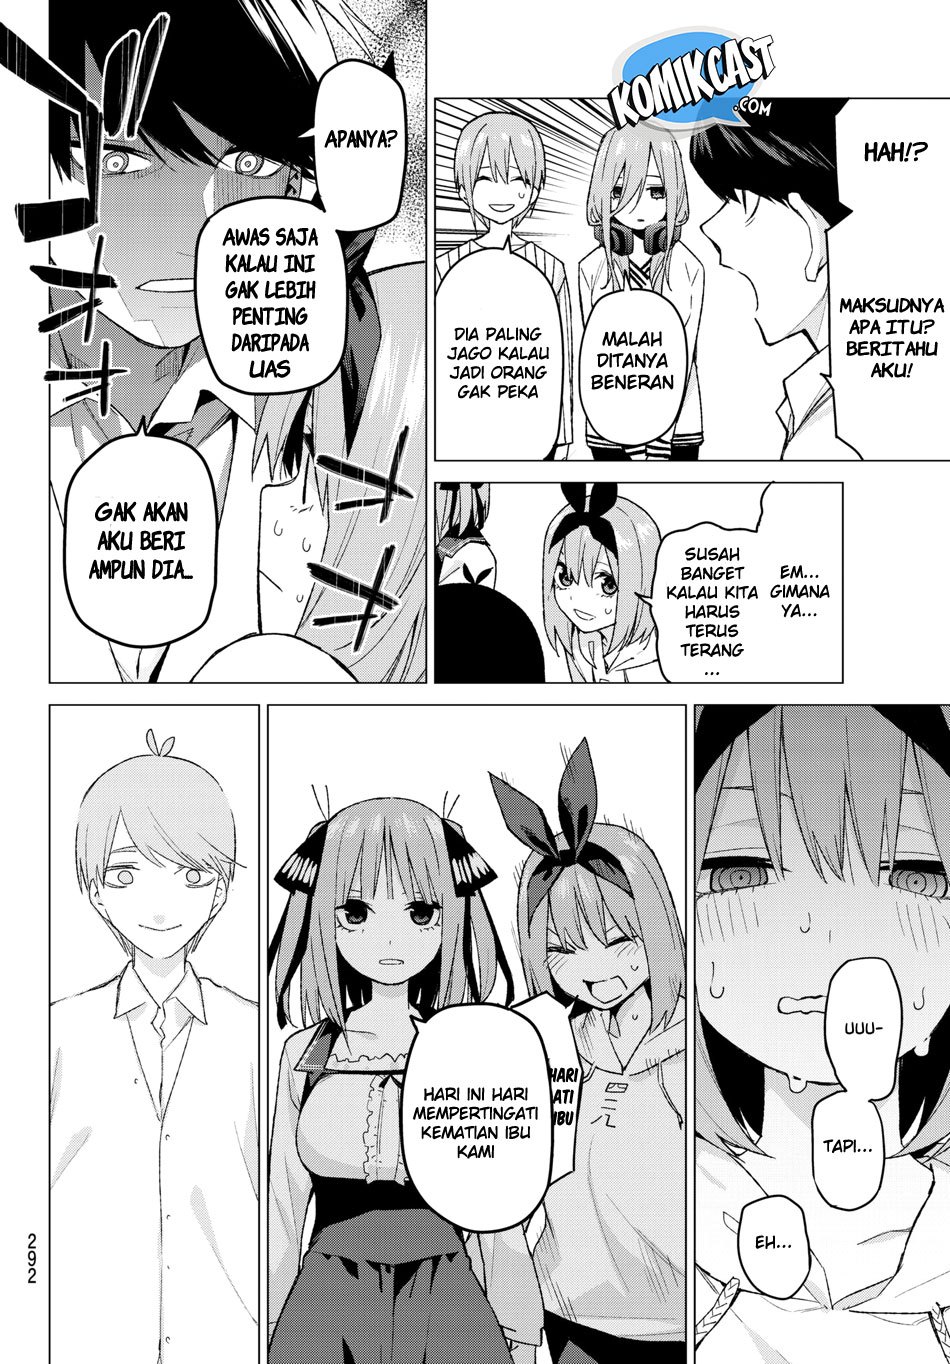 KOMIKCAST
.COM
HAH!?
MAKSUDNYA
APA ITU?
BERITAHU
AKU!
MALAH
DITANYA
BENERAN
DIA PALING
JAGO KALAU
JADI ORANG
GAK PEKA
APANYA?
AWAS SAJA
KALAU INI
GAK LEBIH
PENTING
DARIPADA
UAS
GAK AKAN
AKU BERI
AMPUN DIA...
EM...
GIMANA
YA...
SUSAH
BANGET
KALAU KITA
HARUS
TERUS
TERANG
...
UUU-
TAPI...
EH...
HARI
ATI
IBU
四元
HARI INI HARI
MEMPERTINGATI
KEMATIAN IBU
KAMI
292